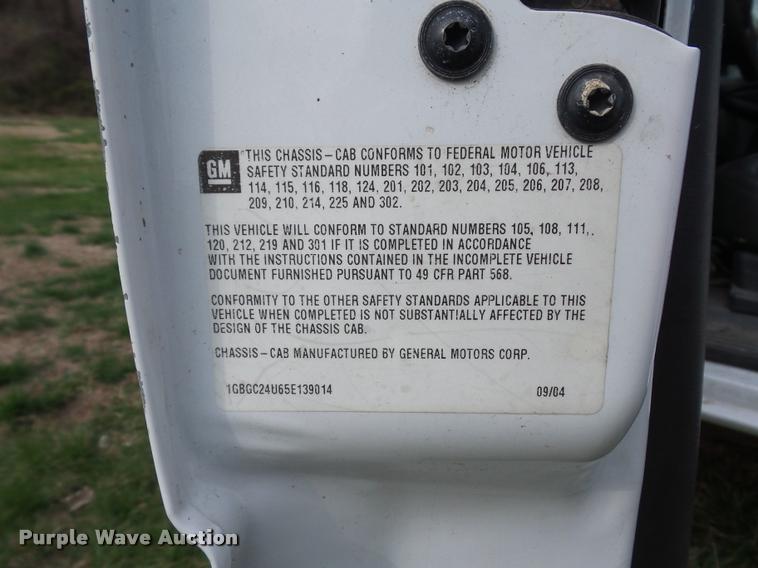 GM
THIS CHASSIS-CAB CONFORMS TO FEDERAL MOTOR VEHICLE
SAFETY STANDARD NUMBERS 101, 102, 103, 104, 106, 113,
114, 115, 116, 118, 124, 201, 202, 203, 204, 205, 206, 207, 208,
209, 210, 214, 225 AND 302.
THIS VEHICLE WILL CONFORM TO STANDARD NUMBERS 105, 108, 111,
120, 212, 219 AND 301 IF IT IS COMPLETED IN ACCORDANCE
WITH THE INSTRUCTIONS CONTAINED IN THE INCOMPLETE VEHICLE
DOCUMENT FURNISHED PURSUANT TO 49 CFR PART 568.
CONFORMITY TO THE OTHER SAFETY STANDARDS APPLICABLE TO THIS
VEHICLE WHEN COMPLETED IS NOT SUBSTANTIALLY AFFECTED BY THE
DESIGN OF THE CHASSIS CAB.
CHASSIS-CAB MANUFACTURED BY GENERAL MOTORS CORP.
1GBGC24U65E139014 09/04
Purple Wave Auction